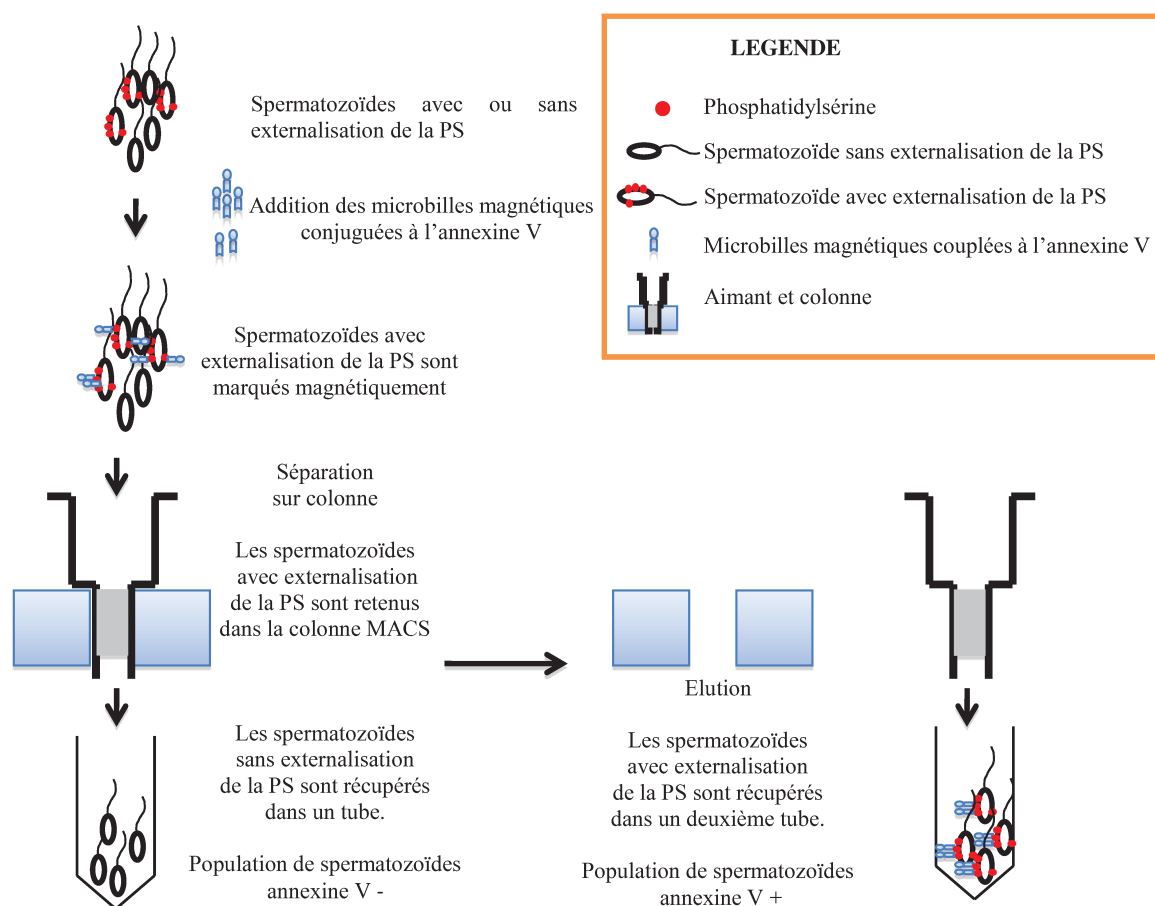 Spermatozoïdes avec ou sans
externalisation de la PS
Addition des microbilles magnétiques
conjuguées à l'annexine V
Spermatozoïdes avec
externalisation de la PS sont
marqués magnétiquement
Séparation
sur colonne
Les spermatozoïdes
avec externalisation
de la PS sont retenus
dans la colonne MACS
Les spermatozoïdes
sans externalisation
de la PS sont récupérés
dans un tube.
Population de spermatozoïdes
annexine V -
Elution
Les spermatozoïdes
avec externalisation
de la PS sont récupérés
dans un deuxième tube.
Population de spermatozoïdes
annexine V +
LEGENDE
Phosphatidylsérine
Spermatozoïde sans externalisation de la PS
Spermatozoïde avec externalisation de la PS
Microbilles magnétiques couplées à l'annexine V
Aimant et colonne